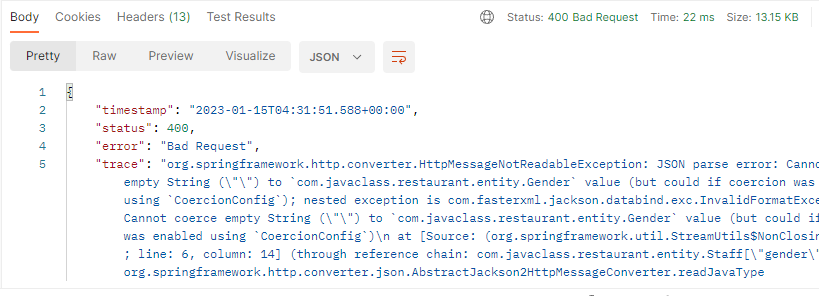 Body Cookies Headers (13) Test Results Status: 400 Bad Request Time: 22 ms Size: 13.15 KB
Pretty Raw Preview Visualize JSON
1 {
2 "timestamp": "2023-01-15T04:31:51.588+00:00",
3 "status": 400,
4 "error": "Bad Request",
5 "trace": "org.springframework.http.converter.HttpMessageNotReadableException: JSON parse error: Canno
empty String (\"\") to `com.javaclass.restaurant.entity.Gender` value (but could if coercion was
using `CoercionConfig`); nested exception is com.fasterxml.jackson.databind.exc.InvalidFormatExce
Cannot coerce empty String (\"\") to `com.javaclass.restaurant.entity.Gender` value (but could if
was enabled using `CoercionConfig`)\n at [Source: (org.springframework.util.StreamUtils$NonClosin
; line: 6, column: 14] (through reference chain: com.javaclass.restaurant.entity.Staff[\"gender\"
org.springframework.http.converter.json.AbstractJackson2HttpMessageConverter.readJavaType